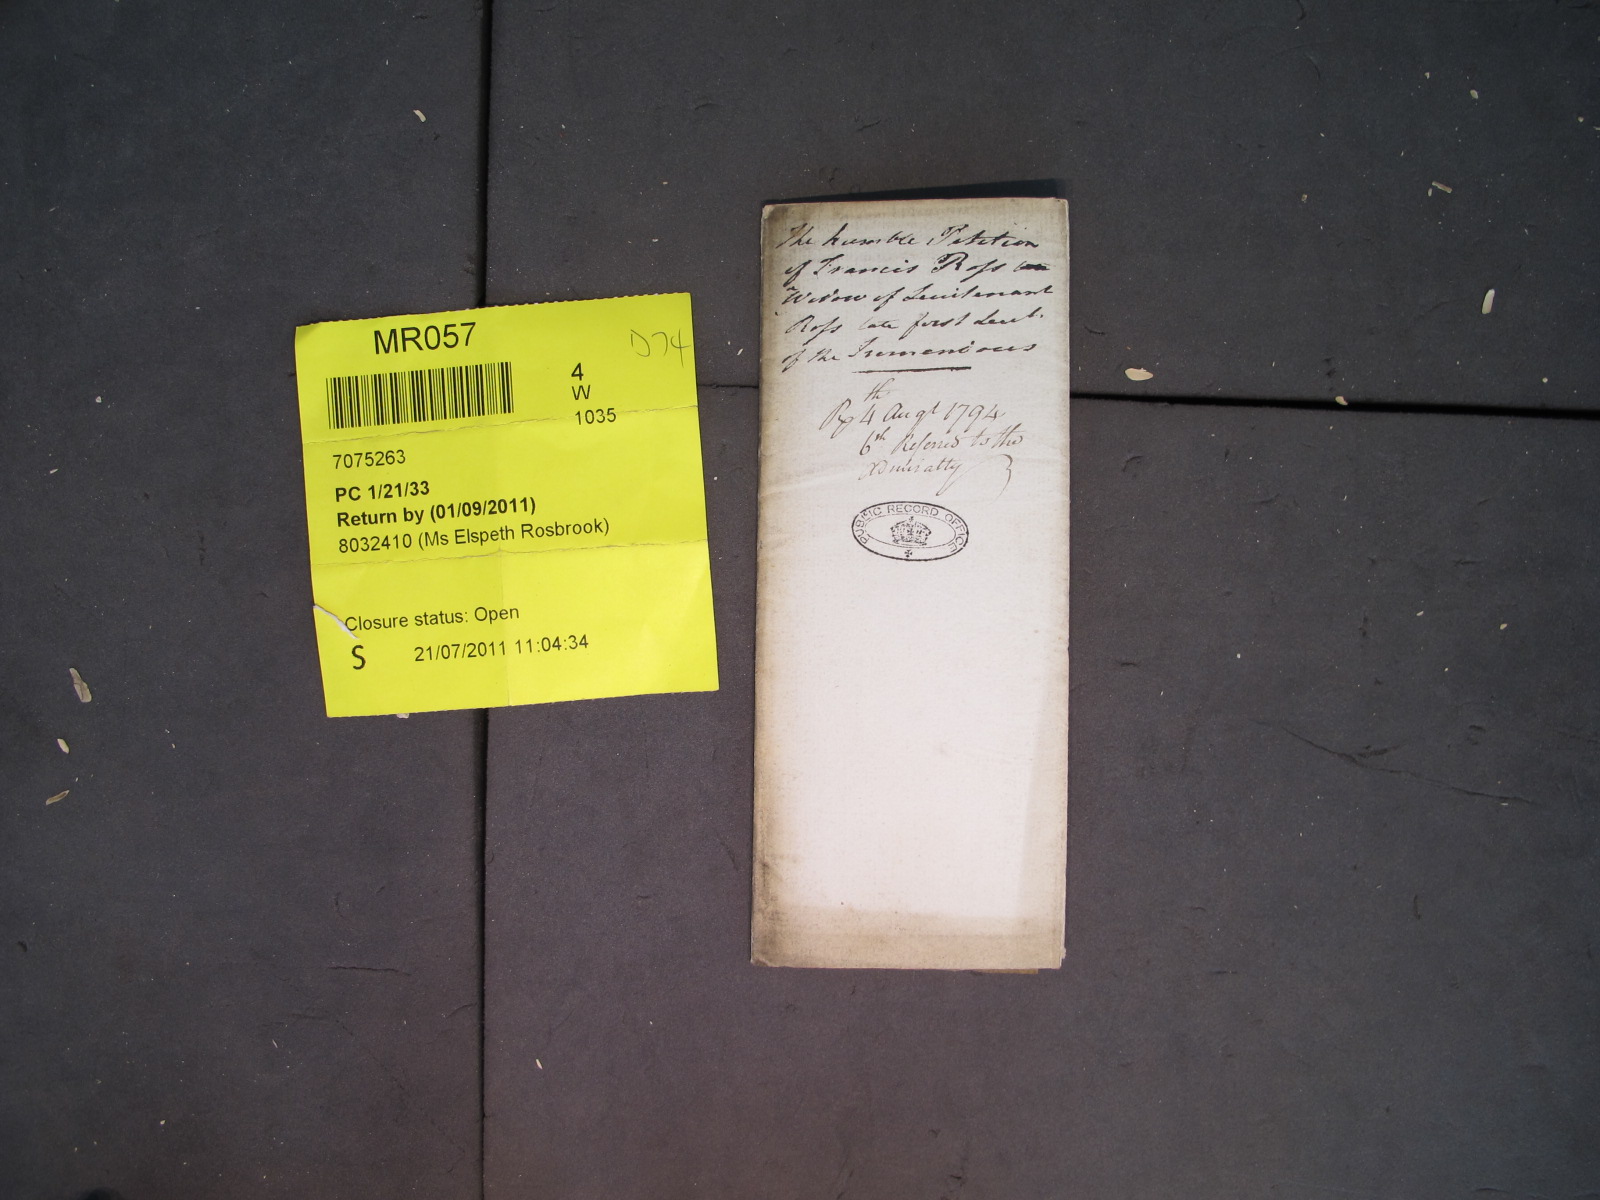 MR057
D74
4
W
1035
7075263
PC 1/21/33
Return by (01/09/2011)
8032410 (Ms Elspeth Rosbrook)
Closure status: Open
S
21/07/2011 11:04:34
The humble Petition
of Francis Ross
Widow of Lieutenant
Ross late first Lieut.
of the Tremendous
4th Augt 1794
6th Referred to the
Admiralty
PUBLIC RECORD OFFICE